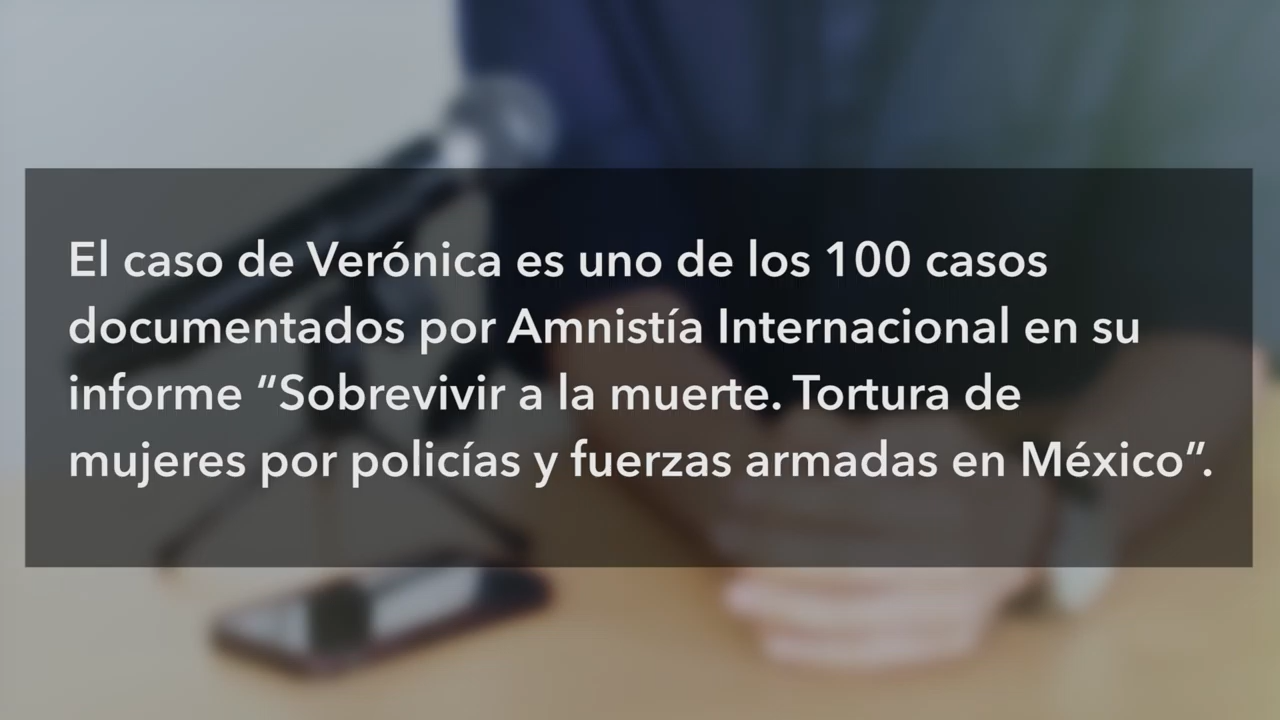 El caso de Verónica es uno de los 100 casos
documentados por Amnistía Internacional en su
informe “Sobrevivir a la muerte. Tortura de
mujeres por policías y fuerzas armadas en México”.